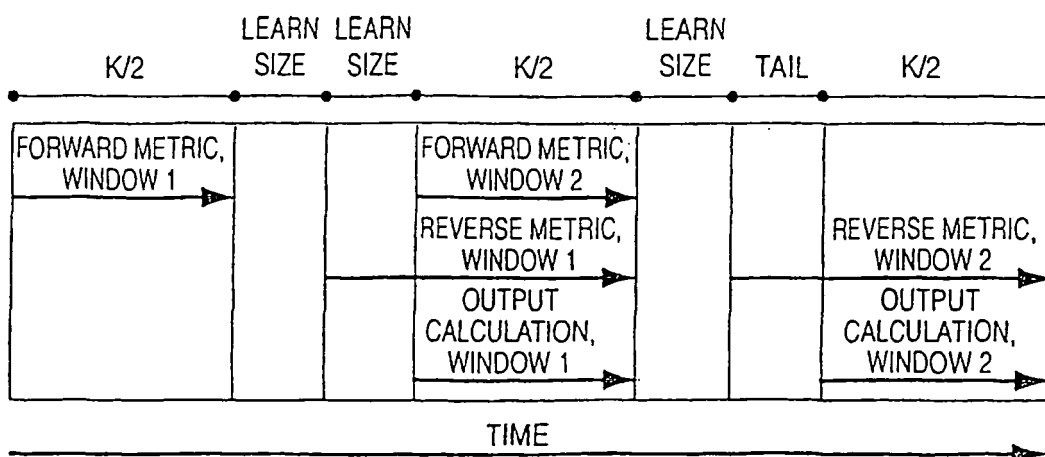 LEARN LEARN LEARN
K/2 SIZE SIZE K/2 SIZE TAIL K/2
FORWARD METRIC,
WINDOW 1
FORWARD METRIC,
WINDOW 2
REVERSE METRIC,
WINDOW 1
REVERSE METRIC,
WINDOW 2
OUTPUT
CALCULATION,
WINDOW 1
OUTPUT
CALCULATION,
WINDOW 2
TIME